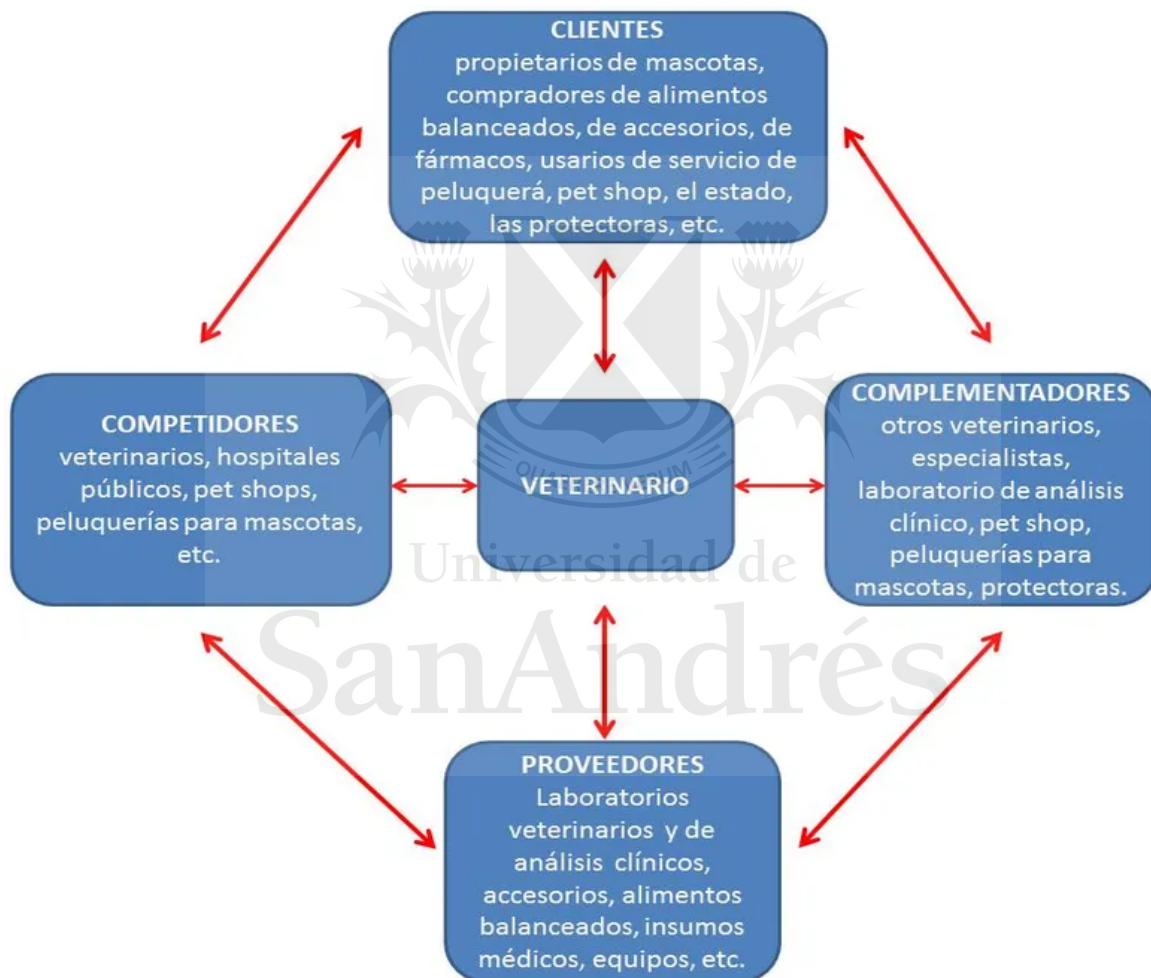 CLIENTES
propietarios de mascotas,
compradores de alimentos
balanceados, de accesorios, de
fármacos, usarios de servicio de
peluquerá, pet shop, el estado,
las protectoras, etc.
COMPETIDORES
veterinarios, hospitales
públicos, pet shops,
peluquerías para mascotas,
etc.
VETERINARIO
COMPLEMENTADORES
otros veterinarios,
especialistas,
laboratorio de análisis
clínico, pet shop,
peluquerías para
mascotas, protectoras.
Universidad de
SanAndrés
PROVEEDORES
Laboratorios
veterinarios y de
análisis clínicos,
accesorios, alimentos
balanceados, insumos
médicos, equipos, etc.